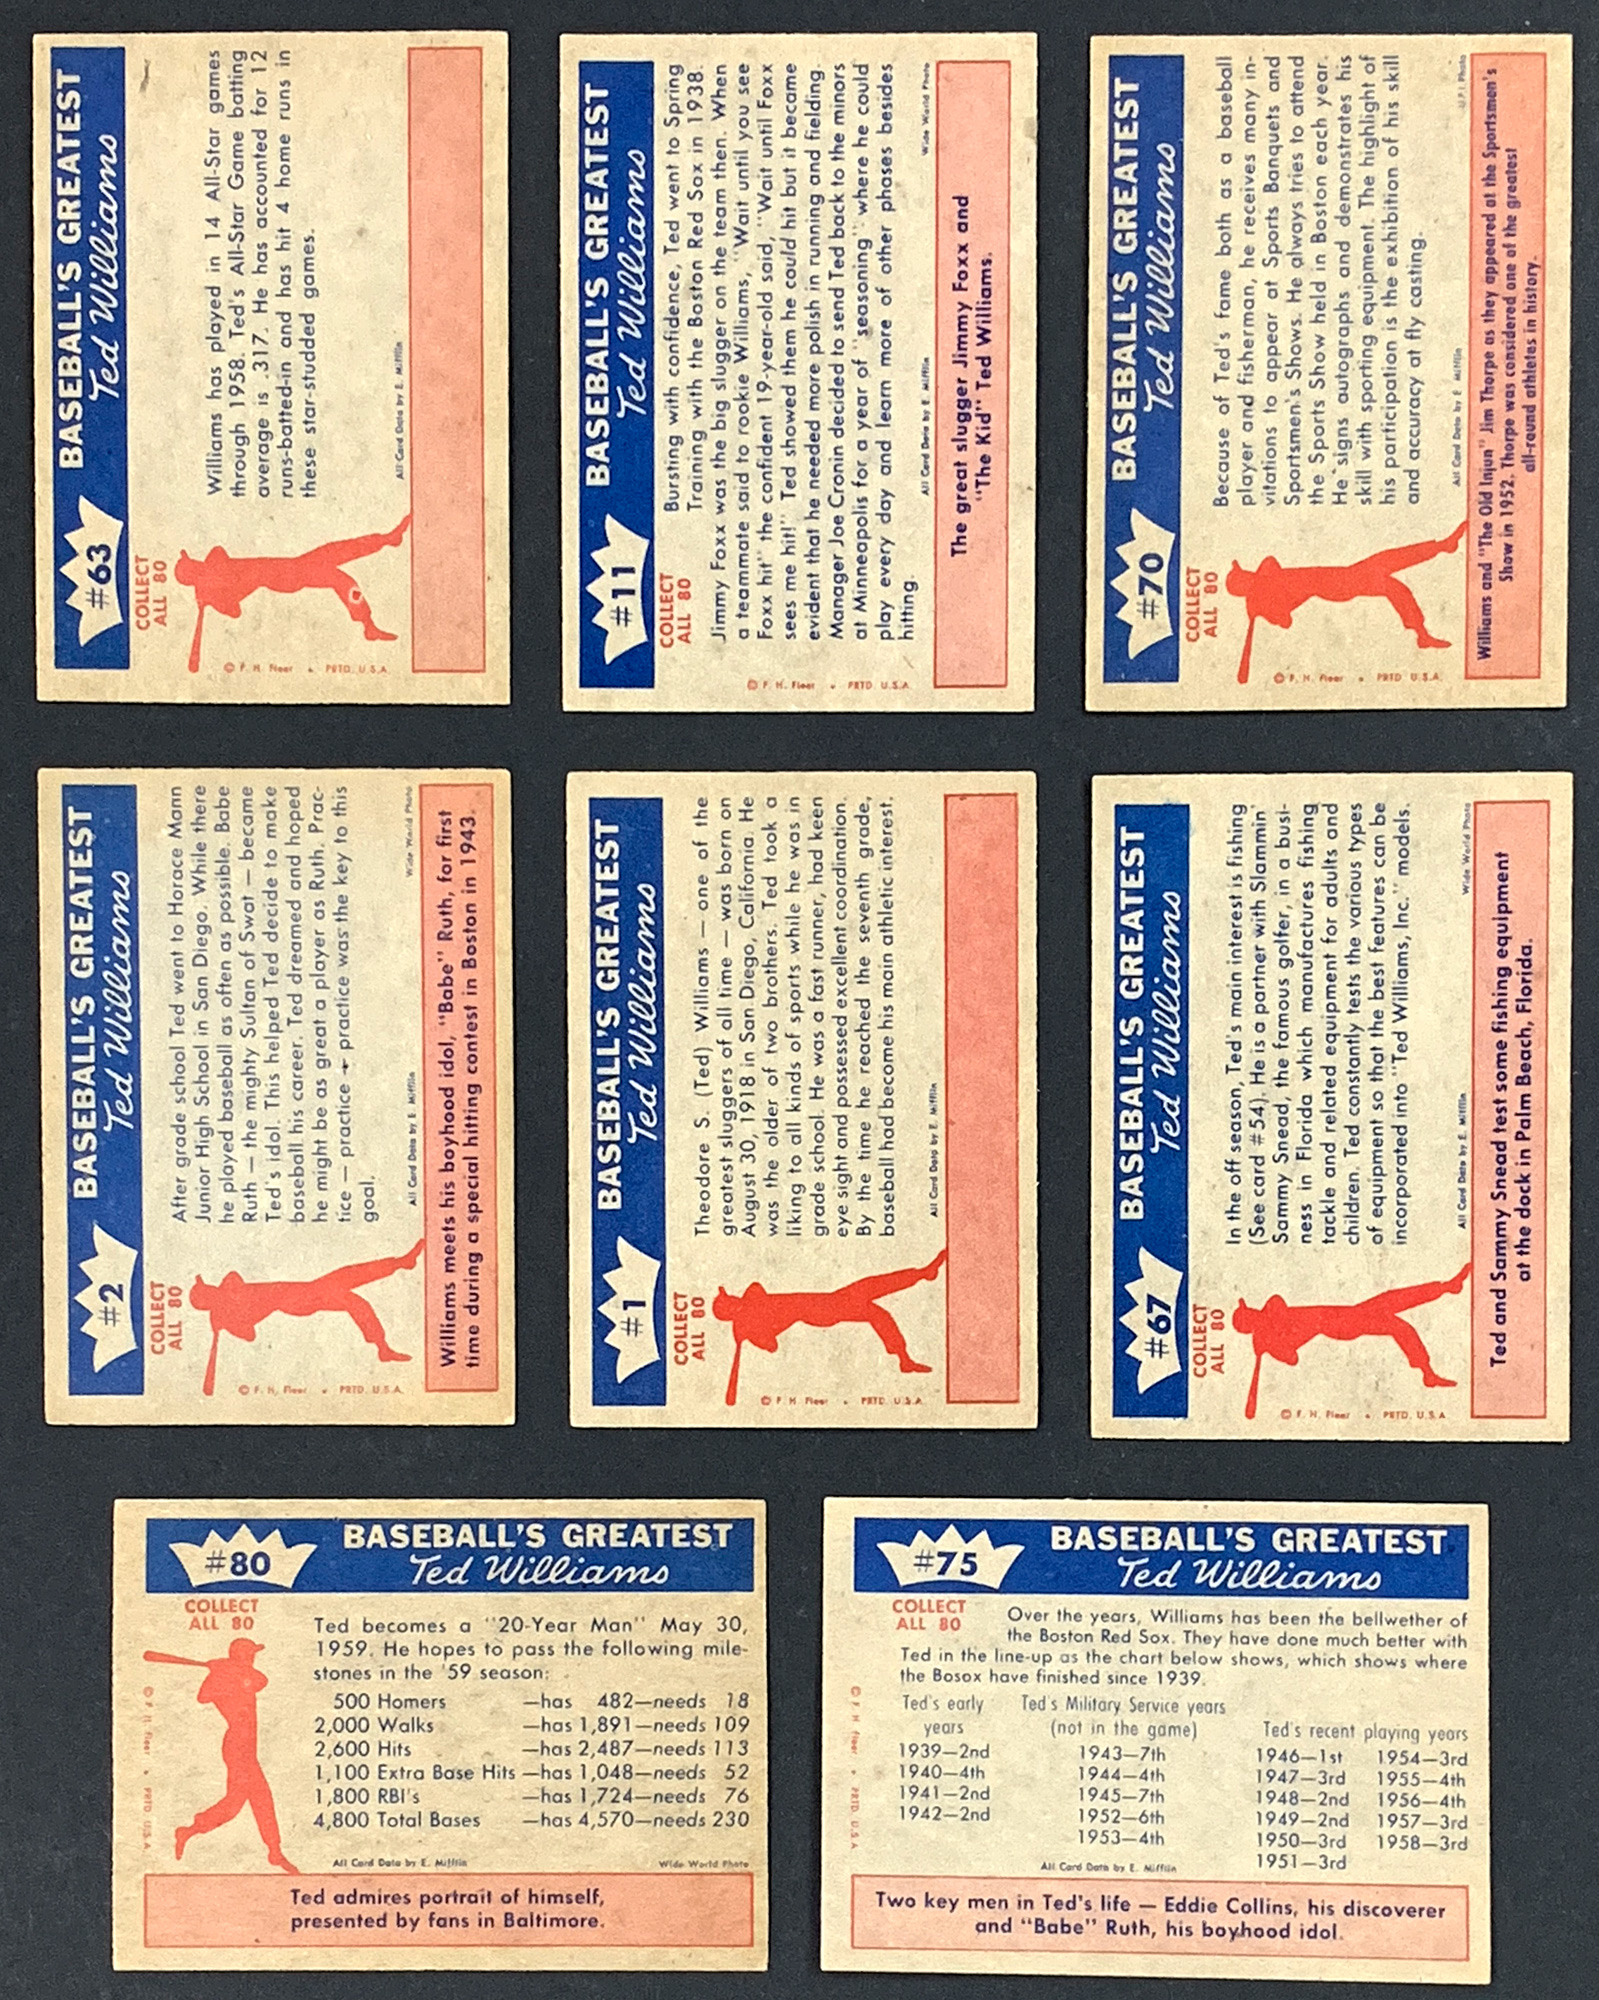 #63
BASEBALL'S GREATEST
Ted Williams
COLLECT
ALL 80
Williams has played in 14 All-Star games
through 1958. Ted's All-Star Game batting
average is .317. He has accounted for 12
runs-batted-in and has hit 4 home runs in
these star-studded games.
All Card Data by E. Mifflin
© F. H. Fleer • PRTD. U.S.A.
#11
BASEBALL'S GREATEST
Ted Williams
COLLECT
ALL 80
Bursting with confidence, Ted went to Spring
Training with the Boston Red Sox in 1938.
Jimmy Foxx was the big slugger on the team then. When
a teammate said to rookie Williams, "Wait until you see
Foxx hit" the confident 19-year-old said, "Wait until Foxx
sees me hit!" Ted showed them he could hit but it became
evident that he needed more polish in running and fielding.
Manager Joe Cronin decided to send Ted back to the minors
at Minneapolis for a year of "seasoning" where he could
play every day and learn more of other phases besides
hitting.
All Card Data by E. Mifflin
Wide World Photo
© F. H. Fleer • PRTD. U.S.A.
The great slugger Jimmy Foxx and
"The Kid" Ted Williams.
#70
BASEBALL'S GREATEST
Ted Williams
COLLECT
ALL 80
Because of Ted's fame both as a baseball
player and fisherman, he receives many in-
vitations to appear at Sports Banquets and
Sportsmen's Shows. He always tries to attend
the Sports Show held in Boston each year.
He signs autographs and demonstrates his
skill with sporting equipment. The highlight of
his participation is the exhibition of his skill
and accuracy at fly casting.
All Card Data by E. Mifflin
U.P.I. Photo
© F. H. Fleer • PRTD. U.S.A.
Williams and "The Old Injun" Jim Thorpe as they appeared at the Sportsmen's
Show in 1952. Thorpe was considered one of the greatest
all-round athletes in history.
#2
BASEBALL'S GREATEST
Ted Williams
COLLECT
ALL 80
After grade school Ted went to Horace Mann
Junior High School in San Diego. While there
he played baseball as often as possible. Babe
Ruth — the mighty Sultan of Swat — became
Ted's idol. This helped Ted decide to make
baseball his career. Ted dreamed and hoped
he might be as great a player as Ruth. Prac-
tice — practice — practice was the key to this
goal.
All Card Data by E. Mifflin
Wide World Photo
© F. H. Fleer • PRTD. U.S.A.
Williams meets his boyhood idol, "Babe" Ruth, for first
time during a special hitting contest in Boston in 1943.
#1
BASEBALL'S GREATEST
Ted Williams
COLLECT
ALL 80
Theodore S. (Ted) Williams — one of the
greatest sluggers of all time — was born on
August 30, 1918 in San Diego, California. He
was the older of two brothers. Ted took a
liking to all kinds of sports while he was in
grade school. He was a fast runner, had keen
eye sight and possessed excellent coordination.
By the time he reached the seventh grade,
baseball had become his main athletic interest.
All Card Data by E. Mifflin
© F. H. Fleer • PRTD. U.S.A.
#67
BASEBALL'S GREATEST
Ted Williams
COLLECT
ALL 80
In the off season, Ted's main interest is fishing
(See card #54). He is a partner with Slammin'
Sammy Snead, the famous golfer, in a busi-
ness in Florida which manufactures fishing
tackle and related equipment for adults and
children. Ted constantly tests the various types
of equipment so that the best features can be
incorporated into "Ted Williams, Inc." models.
All Card Data by E. Mifflin
Wide World Photo
© F. H. Fleer • PRTD. U.S.A.
Ted and Sammy Snead test some fishing equipment
at the dock in Palm Beach, Florida.
#80
BASEBALL'S GREATEST
Ted Williams
COLLECT
ALL 80
Ted becomes a "20-Year Man" May 30,
1959. He hopes to pass the following mile-
stones in the '59 season:
500 Homers —has 482—needs 18
2,000 Walks —has 1,891—needs 109
2,600 Hits —has 2,487—needs 113
1,100 Extra Base Hits —has 1,048—needs 52
1,800 RBI's —has 1,724—needs 76
4,800 Total Bases —has 4,570—needs 230
All Card Data by E. Mifflin
Wide World Photo
© F. H. Fleer • PRTD. U.S.A.
Ted admires portrait of himself,
presented by fans in Baltimore.
#75
BASEBALL'S GREATEST
Ted Williams
COLLECT
ALL 80
Over the years, Williams has been the bellwether of
the Boston Red Sox. They have done much better with
Ted in the line-up as the chart below shows, which shows where
the Bosox have finished since 1939.
Ted's early
years
1939—2nd
1940—4th
1941—2nd
1942—2nd
Ted's Military Service years
(not in the game)
1943—7th
1944—4th
1945—7th
1952—6th
1953—4th
Ted's recent playing years
1946—1st 1954—3rd
1947—3rd 1955—4th
1948—2nd 1956—4th
1949—2nd 1957—3rd
1950—3rd 1958—3rd
1951—3rd
All Card Data by E. Mifflin
© F. H. Fleer • PRTD. U.S.A.
Two key men in Ted's life — Eddie Collins, his discoverer
and "Babe" Ruth, his boyhood idol.